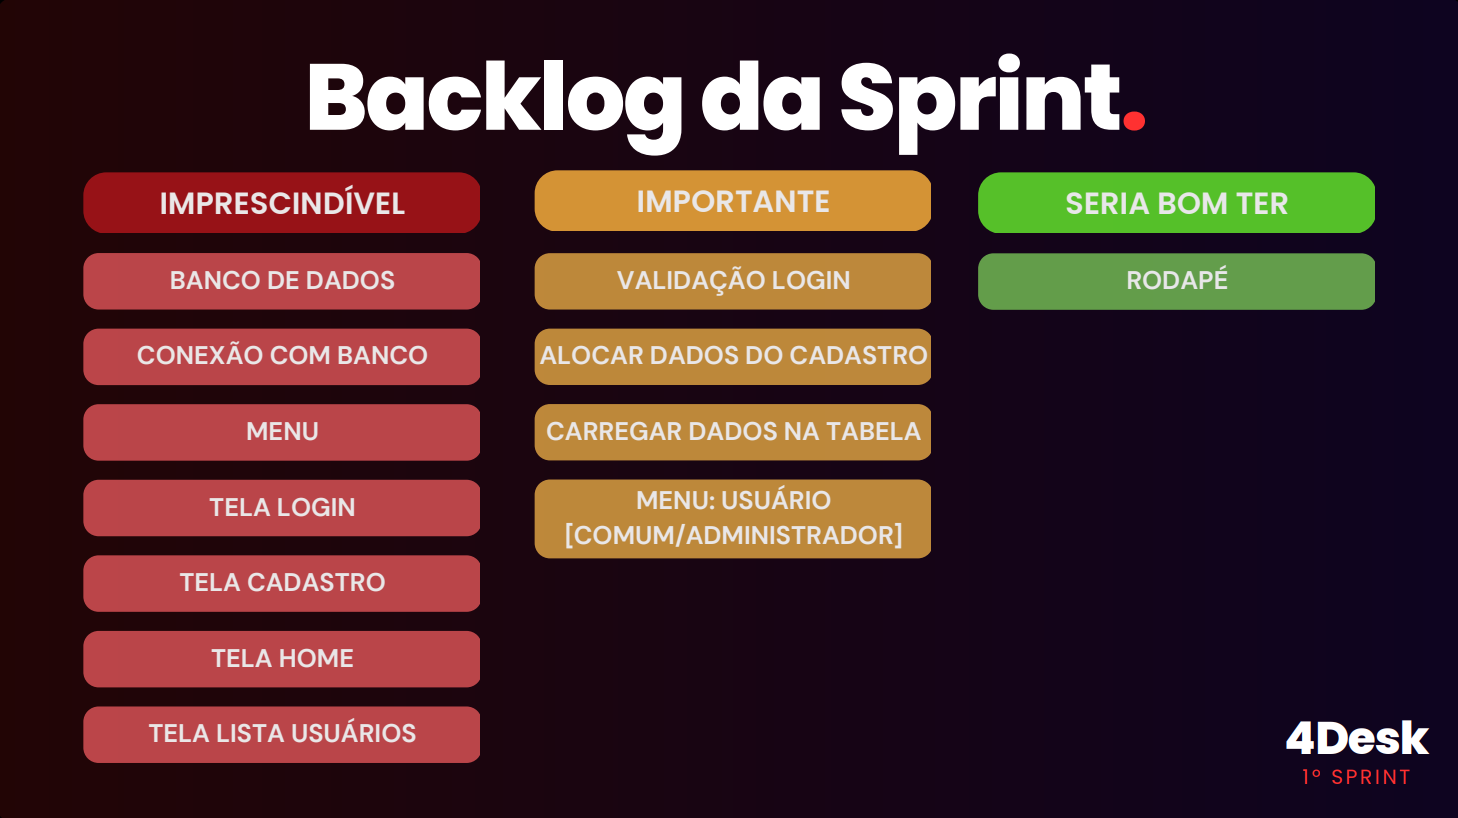 Backlog da Sprint.
IMPRESCINDÍVEL
BANCO DE DADOS
CONEXÃO COM BANCO
MENU
TELA LOGIN
TELA CADASTRO
TELA HOME
TELA LISTA USUÁRIOS
IMPORTANTE
VALIDAÇÃO LOGIN
ALOCAR DADOS DO CADASTRO
CARREGAR DADOS NA TABELA
MENU: USUÁRIO
[COMUM/ADMINISTRADOR]
SERIA BOM TER
RODAPÉ
4Desk
1º SPRINT